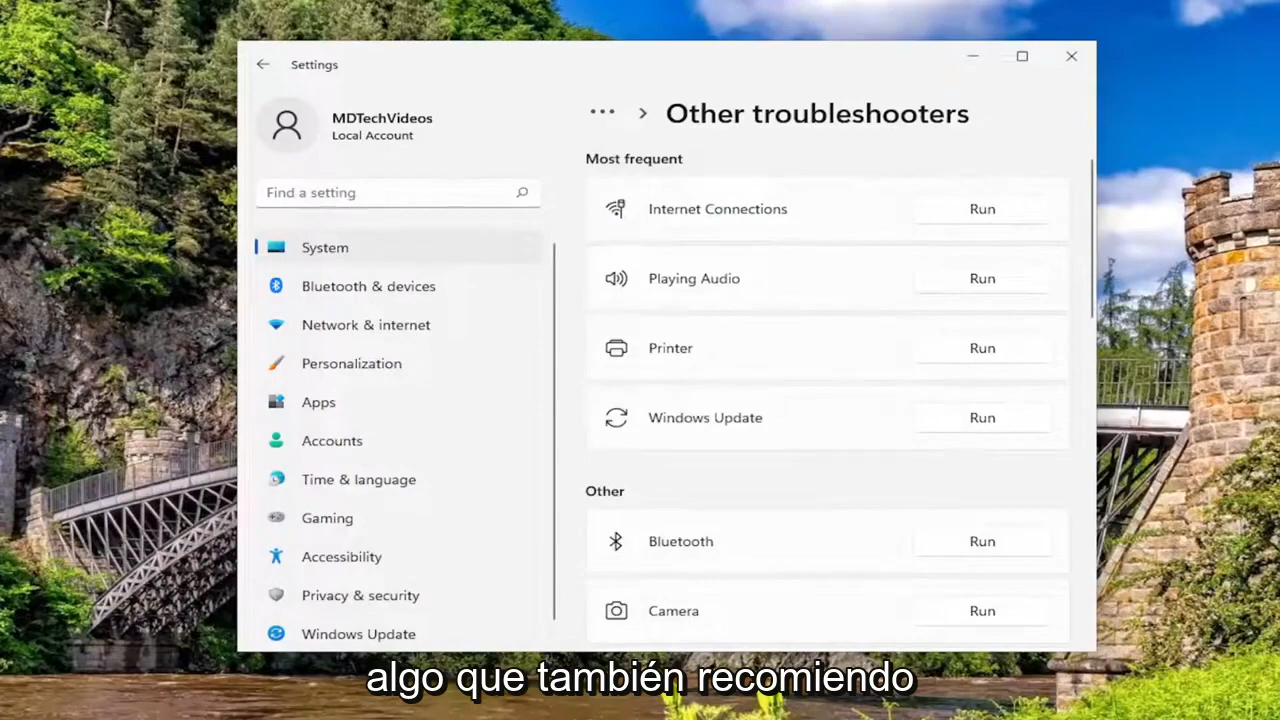 Settings
MDTechVideos
Local Account
Find a setting
System
Bluetooth & devices
Network & internet
Personalization
Apps
Accounts
Time & language
Gaming
Accessibility
Privacy & security
Windows Update
... > Other troubleshooters
Most frequent
Internet Connections Run
Playing Audio Run
Printer Run
Windows Update Run
Other
Bluetooth Run
Camera Run
algo que también recomiendo